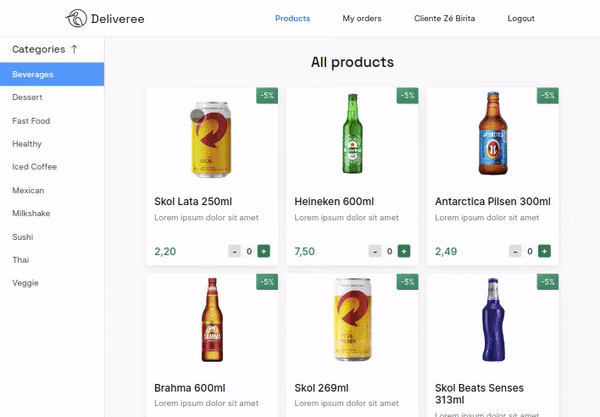 Deliveree
Products
My orders
Cliente Zé Birita
Logout
Categories ↑
Beverages
Dessert
Fast Food
Healthy
Iced Coffee
Mexican
Milkshake
Sushi
Thai
Veggie
All products
-5%
Skol Lata 250ml
Lorem ipsum dolor sit amet
2,20
- 0 +
-5%
Heineken 600ml
Lorem ipsum dolor sit amet
7,50
- 0 +
-5%
Antarctica Pilsen 300ml
Lorem ipsum dolor sit amet
2,49
- 0 +
-5%
Brahma 600ml
Lorem ipsum dolor sit amet
-5%
Skol 269ml
Lorem ipsum dolor sit amet
-5%
Skol Beats Senses
313ml
Lorem ipsum dolor sit amet